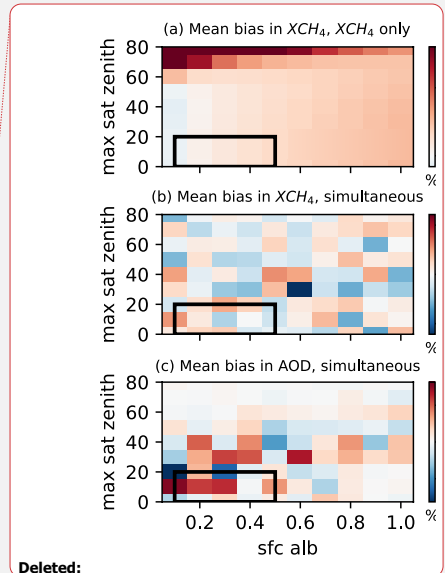 (a) Mean bias in XCH₄, XCH₄ only
80
60
40
20
0
max sat zenith
%
(b) Mean bias in XCH₄, simultaneous
80
60
40
20
0
max sat zenith
%
(c) Mean bias in AOD, simultaneous
80
60
40
20
0
max sat zenith
%
0.2 0.4 0.6 0.8 1.0
sfc alb
Deleted: